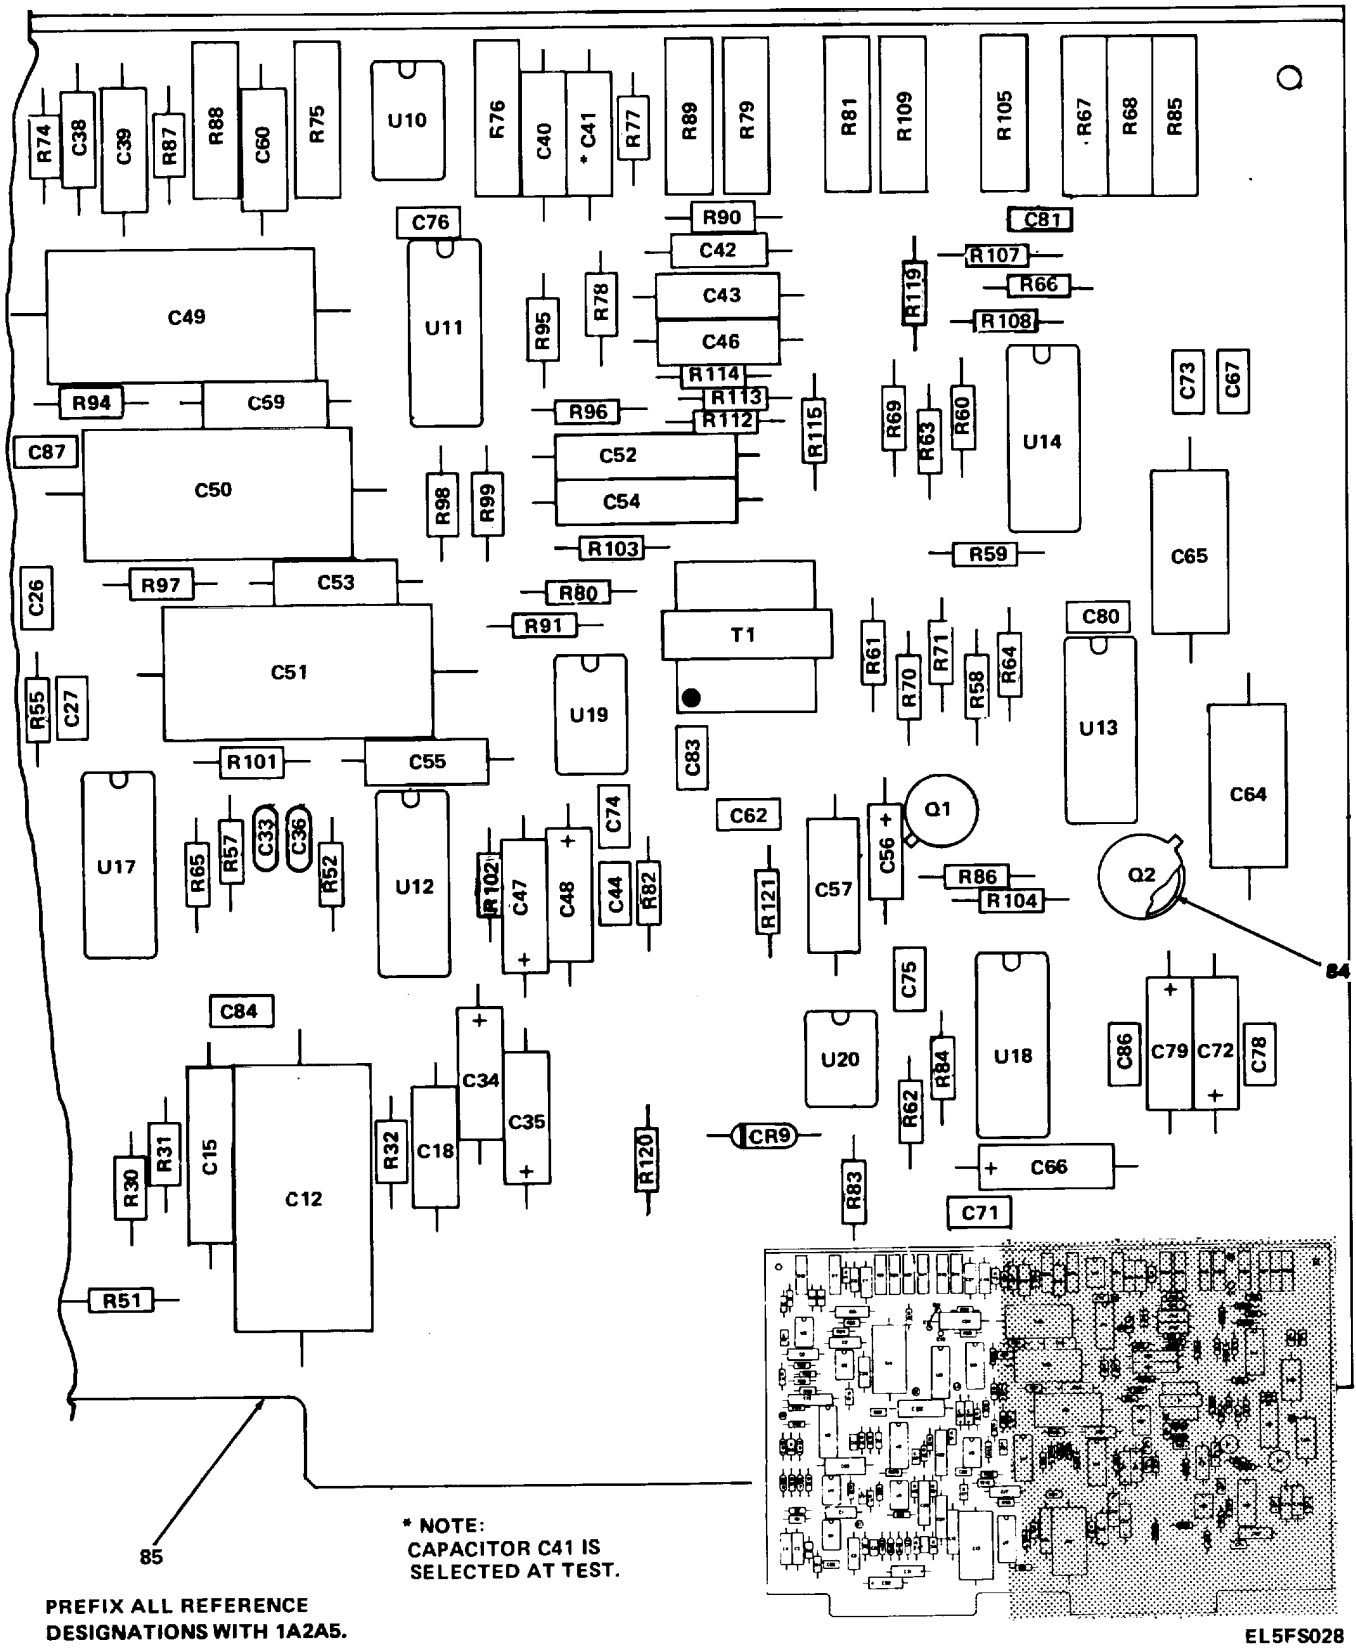 R74 C38 C39 R87 R88 C60 R75 U10 R76 C40 * C41 R77 R89 R79 R81 R109 R105 R67 R68 R85
C76 R90 C81
C42 R107
C49 U11 R95 R78 C43 R119 R66
C46 R108
R114
R94 C59 R96 R113 R115 R69 R63 R60 U14 C73 C67
R112
C87 C50 R98 R99 C52
C54
R103 R59 C65
C26 R97 C53 R80
R91 T1 C80
R55 C27 C51 U19 R61 R70 R71 R58 R64 U13
R101 C55 C83
U17 R65 R57 C33 C36 R52 U12 R102 C47 + C48 + C74 C44 R82 C62 R121 C57 C56 + Q1 C64
R86 Q2
R104
84
C84 C34 + C75 U18 C79 + C72 +
U20 R84 C86 C78
R30 R31 C15 C12 R32 C18 C35 + R120 CR9 R62
R83 + C66
C71
R51
85
* NOTE:
CAPACITOR C41 IS
SELECTED AT TEST.
PREFIX ALL REFERENCE
DESIGNATIONS WITH 1A2A5.
EL5FS028